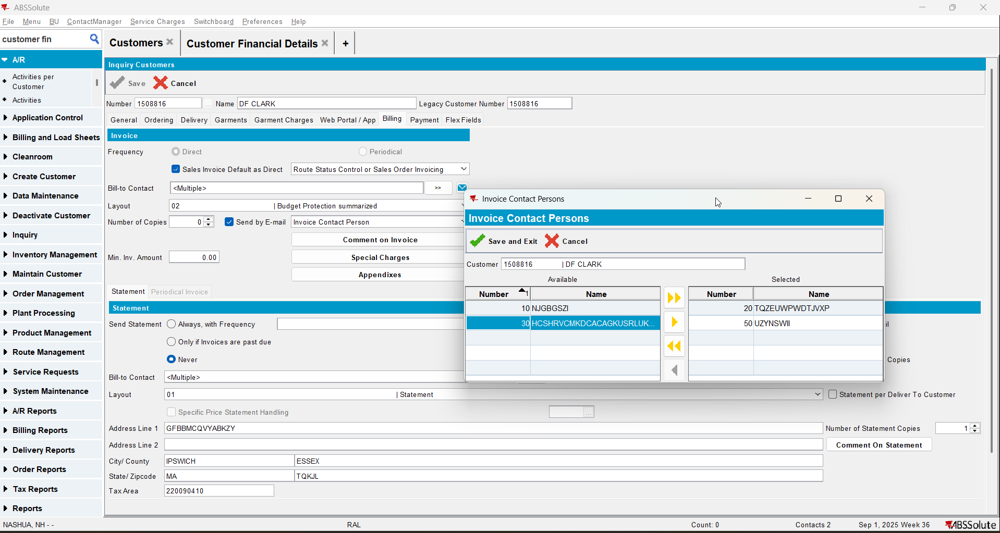 ABSSolute
File Menu BU ContactManager Service Charges Switchboard Preferences Help
customer fin
Customers
Customer Financial Details
+
A/R
Activities per
Customer
Activities
Application Control
Billing and Load Sheets
Cleanroom
Create Customer
Data Maintenance
Deactivate Customer
Inquiry
Inventory Management
Maintain Customer
Order Management
Plant Processing
Product Management
Route Management
Service Requests
System Maintenance
A/R Reports
Billing Reports
Delivery Reports
Order Reports
Tax Reports
Reports
Inquiry Customers
Save Cancel
Number 1508816 ... Name DF CLARK Legacy Customer Number 1508816
General Ordering Delivery Garments Garment Charges Web Portal / App Billing Payment Flex Fields
Invoice
Frequency Direct Periodical
Sales Invoice Default as Direct Route Status Control or Sales Order Invoicing
Bill-to Contact <Multiple> >>
Layout 02 | Budget Protection summarized
Number of Copies 0 Send by E-mail Invoice Contact Person
Comment on Invoice
Min. Inv. Amount 0.00 Special Charges
Appendixes
Statement Periodical Invoice
Statement
Send Statement Always, with Frequency
il
Only if Invoices are past due
Never
Copies
Bill-to Contact <Multiple>
Layout 01 | Statement Statement per Deliver To Customer
Specific Price Statement Handling ...
Address Line 1 GFBBMCQVYABKZY Number of Statement Copies 1
Address Line 2 Comment On Statement
City/ County IPSWICH ESSEX
State/ Zipcode MA TQKJL
Tax Area 220090410
Invoice Contact Persons
Invoice Contact Persons
Save and Exit Cancel
Customer 1508816 | DF CLARK
Available Selected
Number 1 Name Number Name
10 NJGBGSZI 20 TQZEUWPWDTJVXP
30 HCSHRVCMKDCACAGKUSRLUK... 50 UZYNSWII
NASHUA, NH - - RAL Count: 0 Contacts 2 Sep 1, 2025 Week 36 ABSSolute